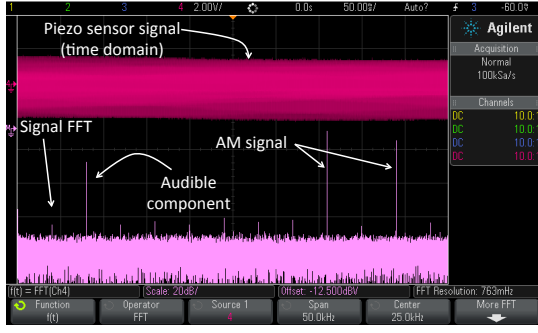 1 2 3 4 2.00V/ 0.0s 50.00s/ Auto? 3 -60.0V
Piezo sensor signal
(time domain)
Agilent
Acquisition
Normal
100kSa/s
Channels
DC 10.0:
DC 10.0:
DC 10.0:
DC 10.0:
Signal FFT
AM signal
Audible
component
f(t) = FFT(Ch4) Scale: 20dB/ Offset: -12.500dBV FFT Resolution: 763mHz
Function Operator Source 1 Span Center More FFT
f(t) FFT 4 50.0kHz 25.0kHz